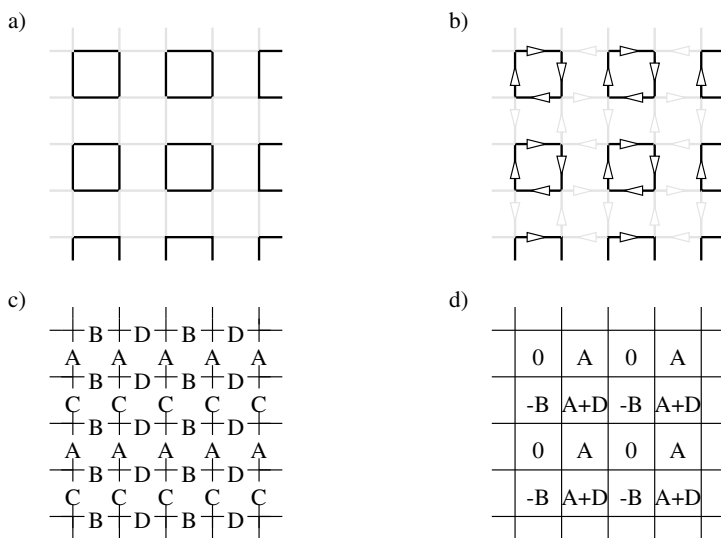 a)
b)
c)
B D B D
A A A A A
B D B D
C C C C C
B D B D
A A A A A
B D B D
C C C C C
B D B D
d)
0 A 0 A
-B A+D -B A+D
0 A 0 A
-B A+D -B A+D